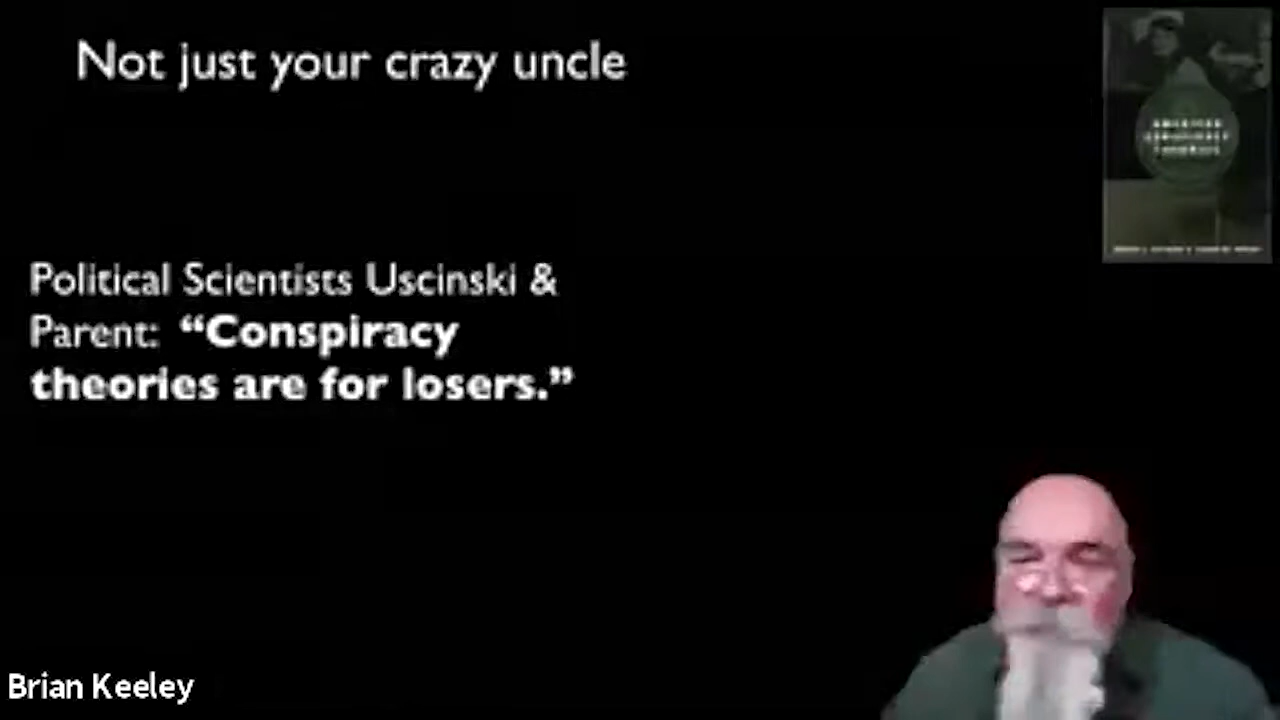 Not just your crazy uncle
Political Scientists Uscinski &
Parent: “Conspiracy
theories are for losers.”
Brian Keeley